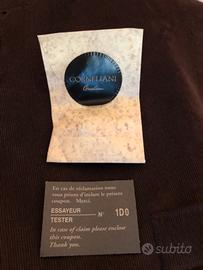 CORNELIANI
En cas de réclamation nous
vous prions d'inclure le présent
coupon. Merci.
ESSAYEUR
TESTER
N° 1D0
In case of claim please enclose
this coupon.
Thank you.
subito